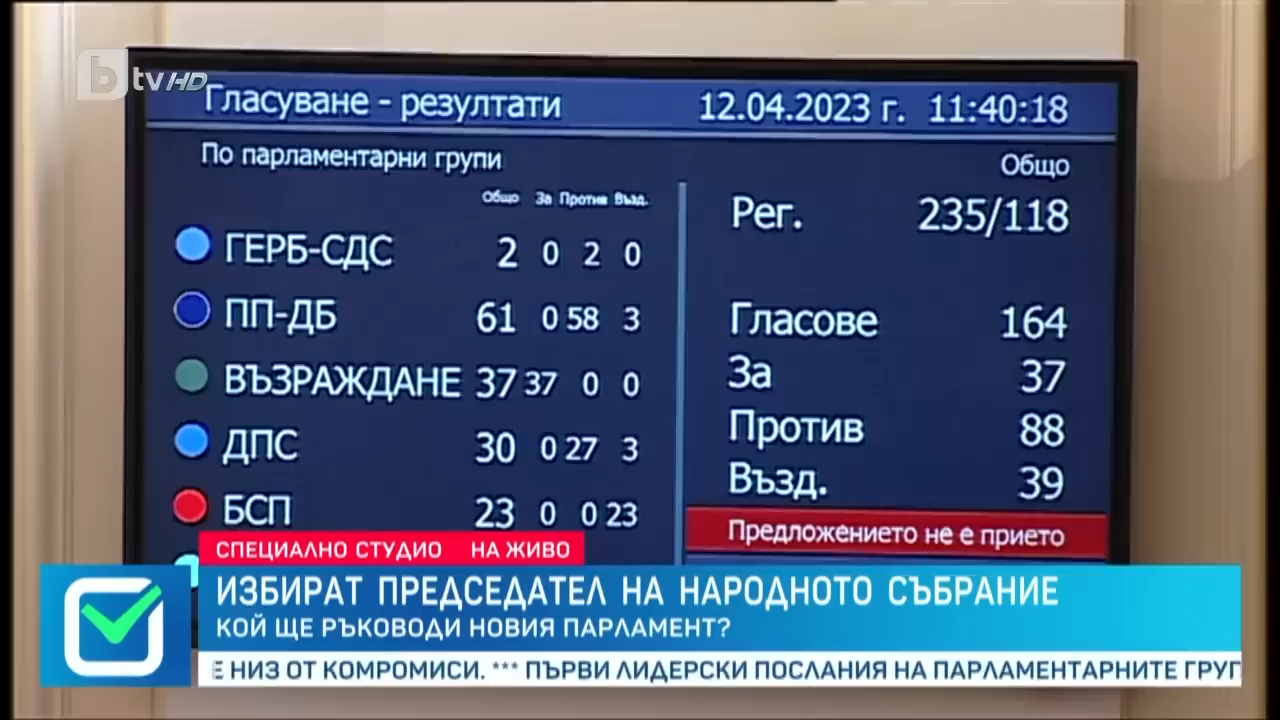 btv HD
Гласуване - резултати 12.04.2023 г. 11:40:18
По парламентарни групи Общо
Общо За Против Възд.
Рег. 235/118
ГЕРБ-СДС 2 0 2 0
ПП-ДБ 61 0 58 3
Гласове 164
ВЪЗРАЖДАНЕ 37 37 0 0
За 37
Против 88
ДПС 30 0 27 3
Възд. 39
БСП 23 0 0 23
Предложението не е прието
СПЕЦИАЛНО СТУДИО НА ЖИВО
ИЗБИРАТ ПРЕДСЕДАТЕЛ НА НАРОДНОТО СЪБРАНИЕ
КОЙ ЩЕ РЪКОВОДИ НОВИЯ ПАРЛАМЕНТ?
Е НИЗ ОТ КОМРОМИСИ. *** ПЪРВИ ЛИДЕРСКИ ПОСЛАНИЯ НА ПАРЛАМЕНТАРНИТЕ ГРУП